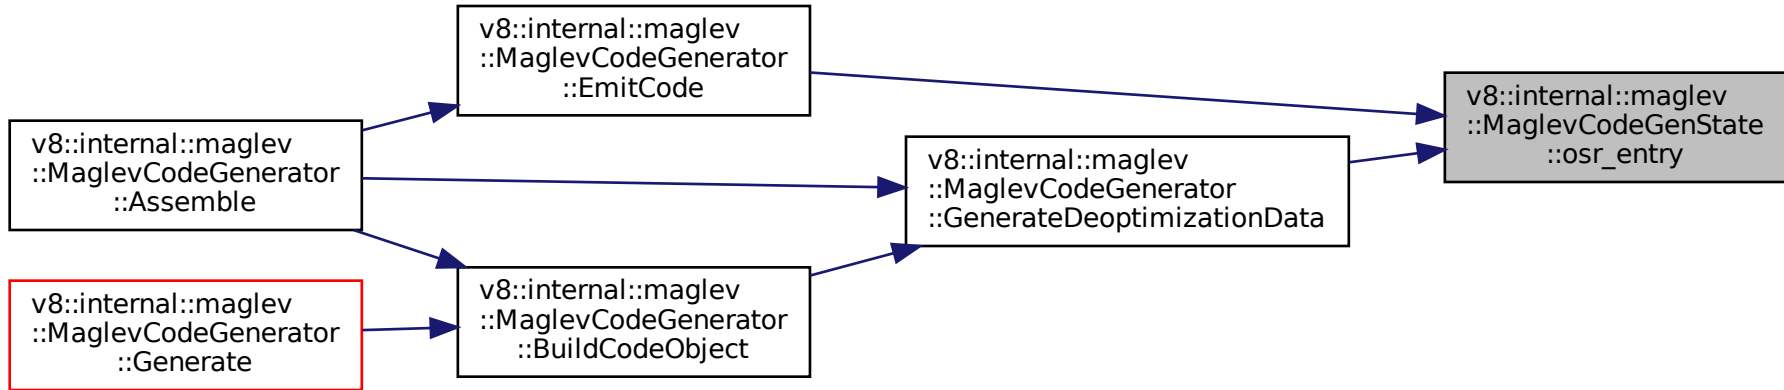 v8::internal::maglev
::MaglevCodeGenerator
::EmitCode
v8::internal::maglev
::MaglevCodeGenState
::osr_entry
v8::internal::maglev
::MaglevCodeGenerator
::Assemble
v8::internal::maglev
::MaglevCodeGenerator
::GenerateDeoptimizationData
v8::internal::maglev
::MaglevCodeGenerator
::BuildCodeObject
v8::internal::maglev
::MaglevCodeGenerator
::Generate